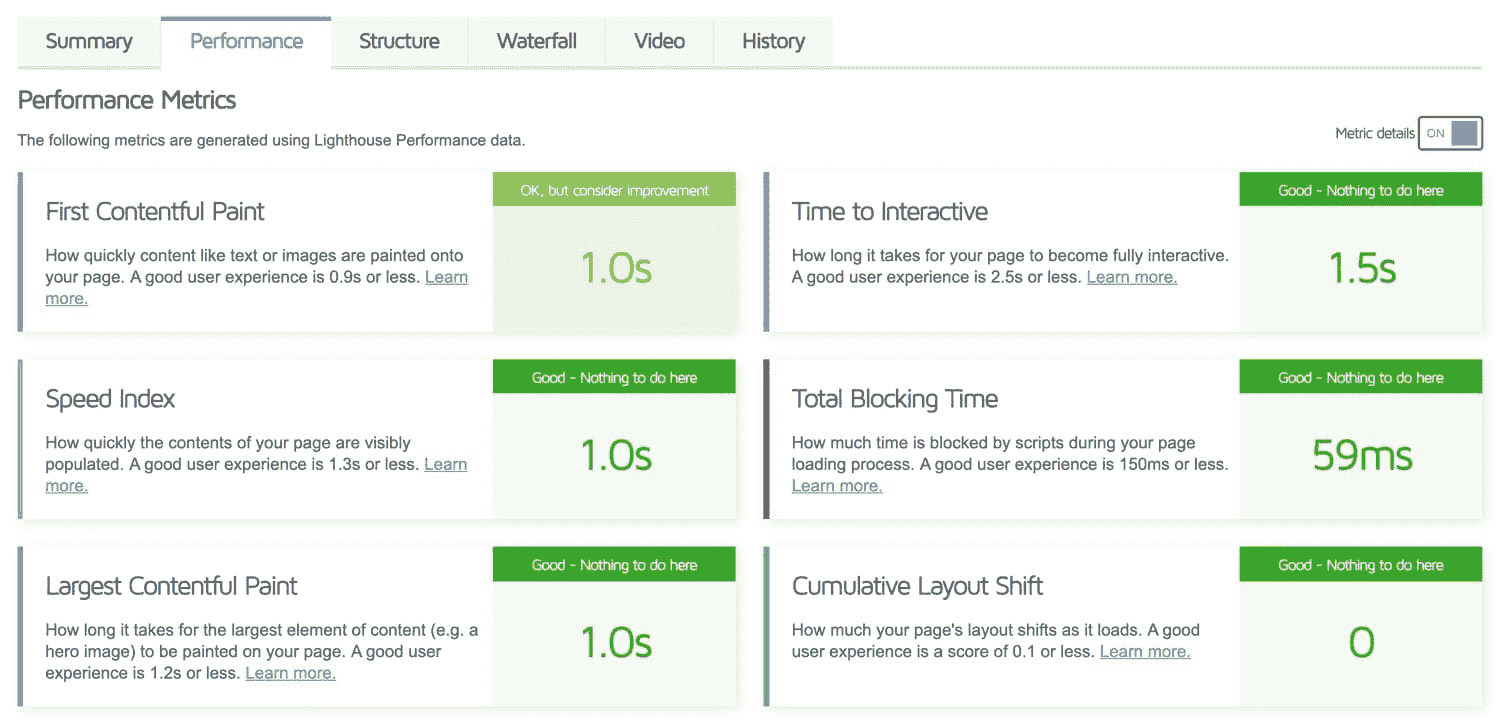 Summary Performance Structure Waterfall Video History
Performance Metrics
The following metrics are generated using Lighthouse Performance data.
Metric details ON
First Contentful Paint
How quickly content like text or images are painted onto
your page. A good user experience is 0.9s or less. Learn
more.
OK, but consider improvement
1.0s
Time to Interactive
How long it takes for your page to become fully interactive.
A good user experience is 2.5s or less. Learn more.
Good - Nothing to do here
1.5s
Speed Index
How quickly the contents of your page are visibly
populated. A good user experience is 1.3s or less. Learn
more.
Good - Nothing to do here
1.0s
Total Blocking Time
How much time is blocked by scripts during your page
loading process. A good user experience is 150ms or less.
Learn more.
Good - Nothing to do here
59ms
Largest Contentful Paint
How long it takes for the largest element of content (e.g. a
hero image) to be painted on your page. A good user
experience is 1.2s or less. Learn more.
Good - Nothing to do here
1.0s
Cumulative Layout Shift
How much your page's layout shifts as it loads. A good
user experience is a score of 0.1 or less. Learn more.
Good - Nothing to do here
0